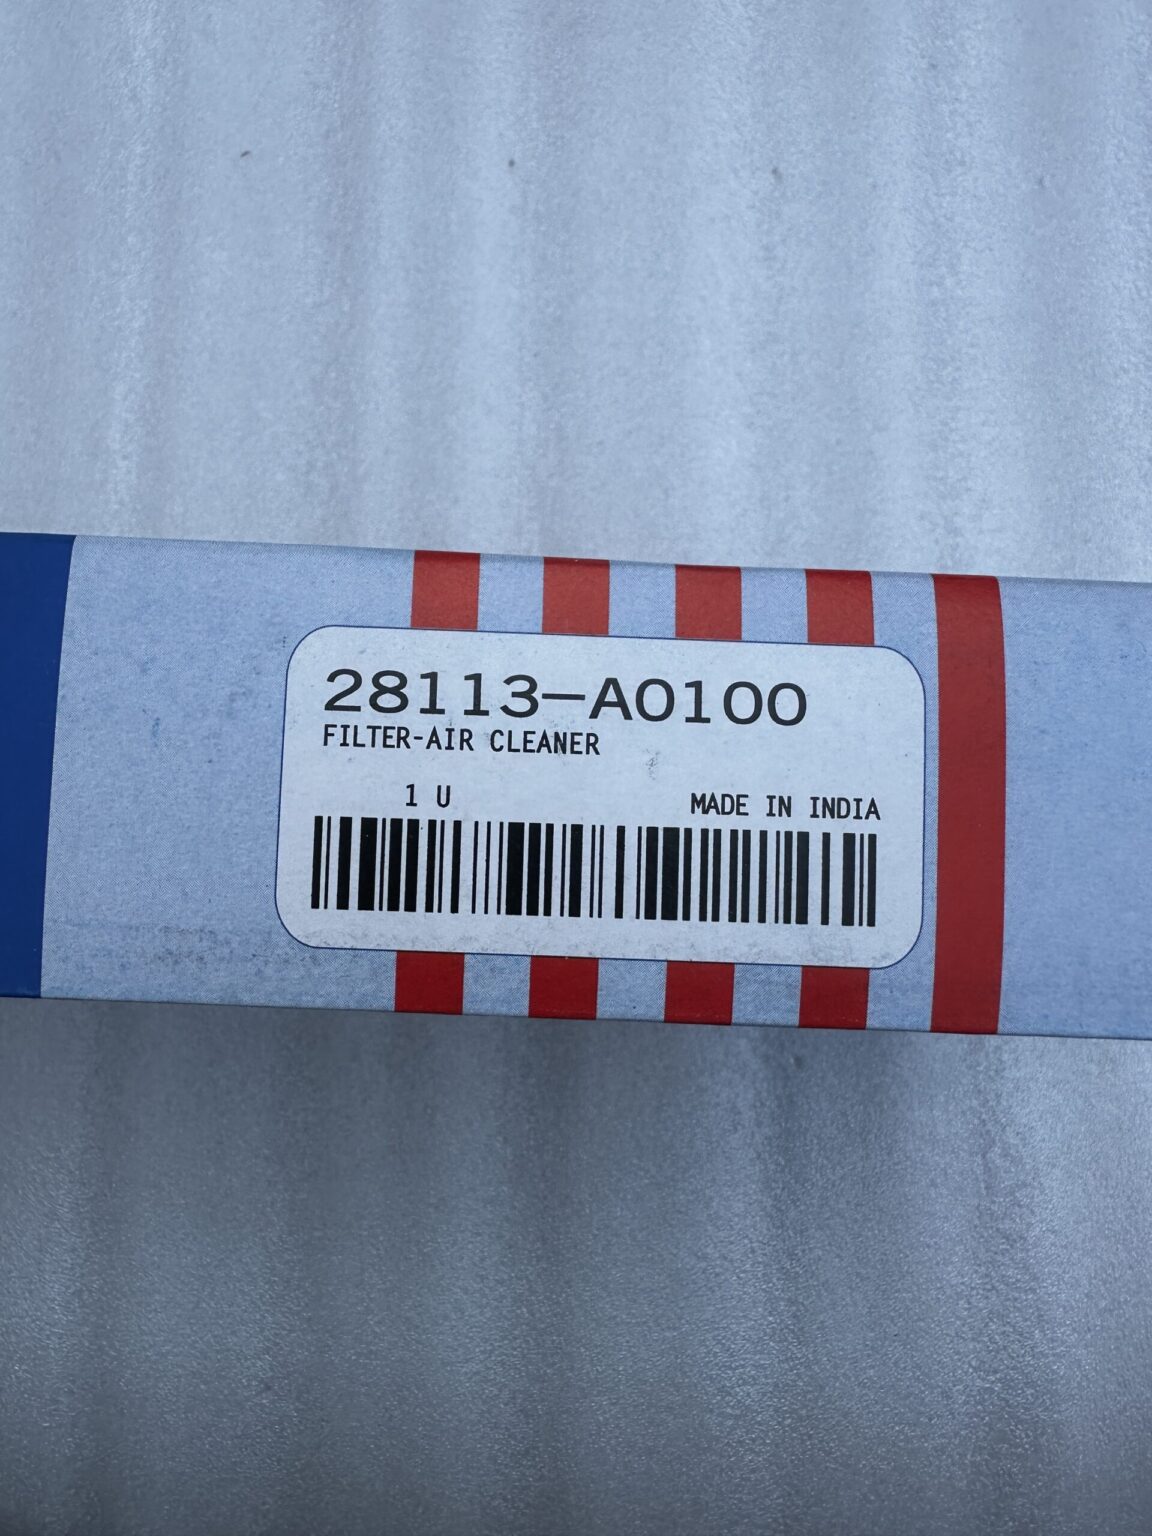 28113-A0100
FILTER-AIR CLEANER
1 U
MADE IN INDIA